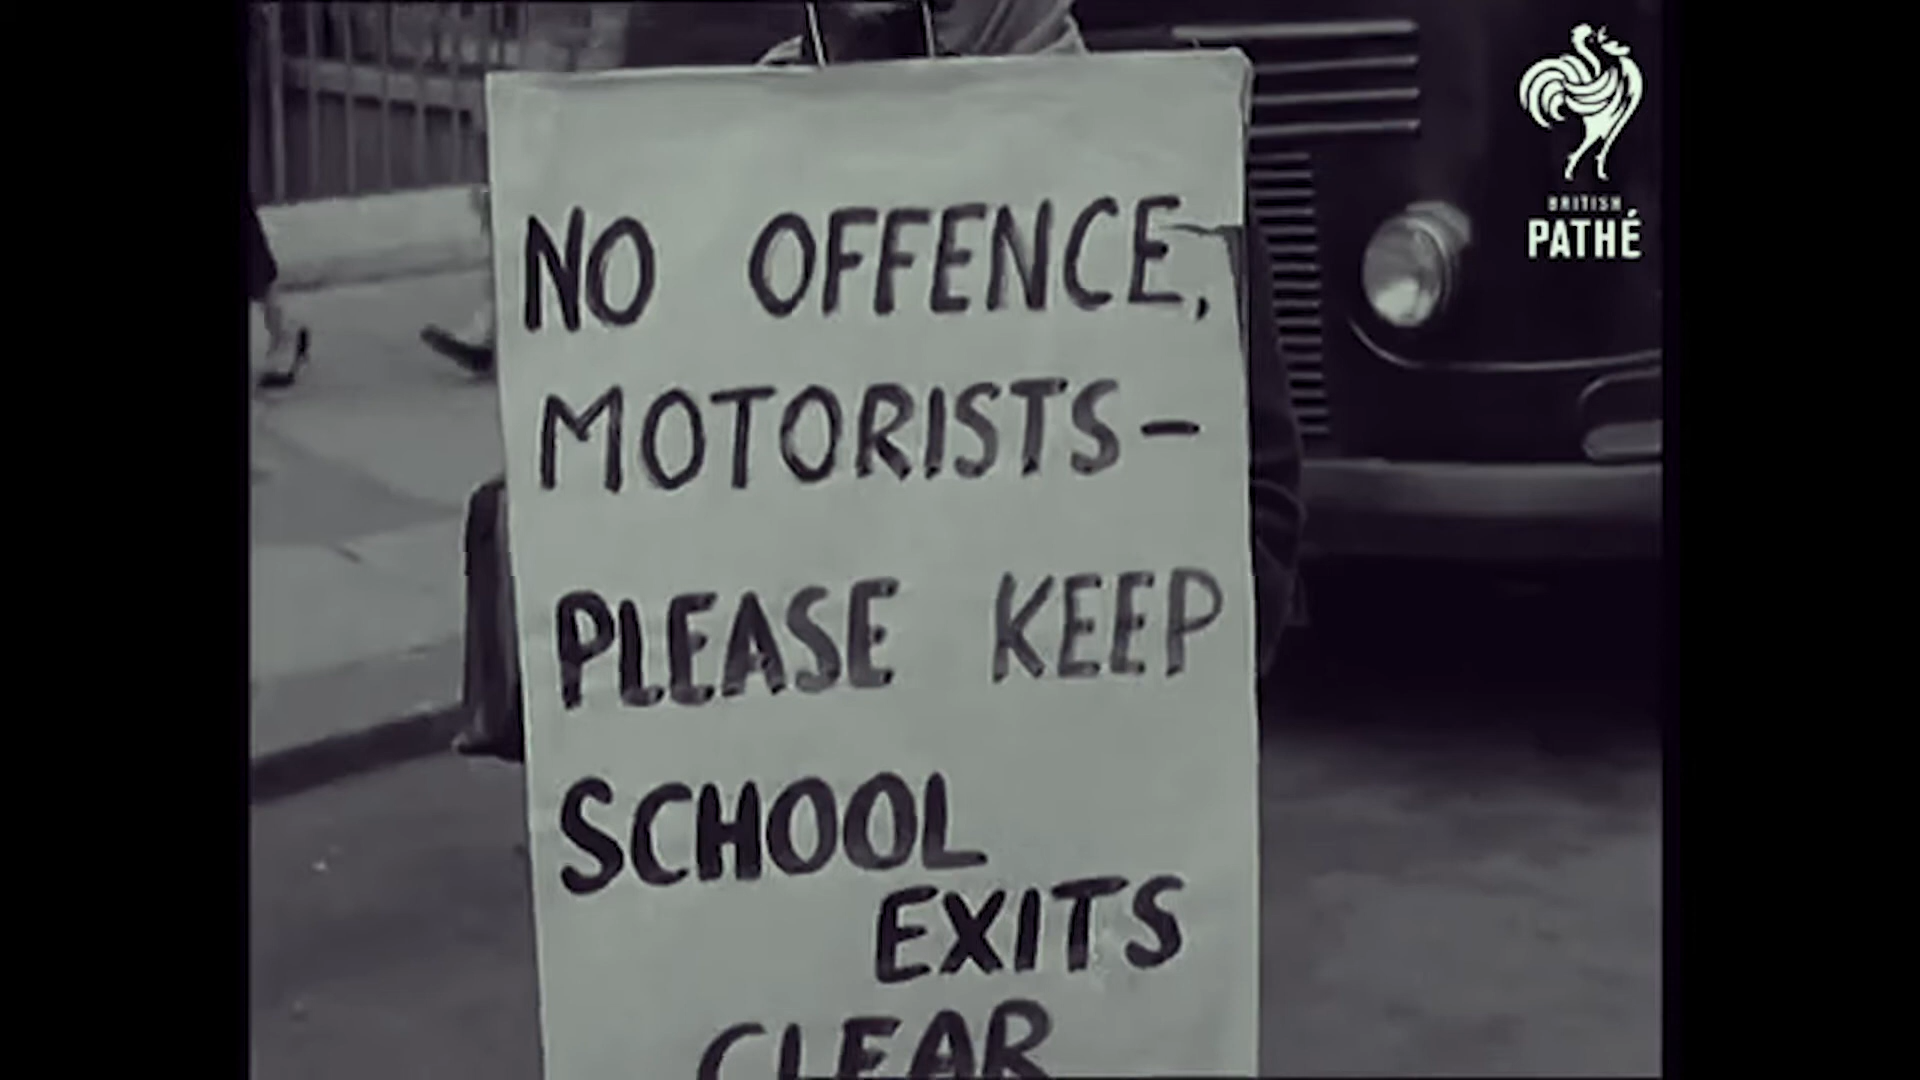 NO OFFENCE,
MOTORISTS-
PLEASE KEEP
SCHOOL
EXITS
CLEAR
BRITISH
PATHÉ